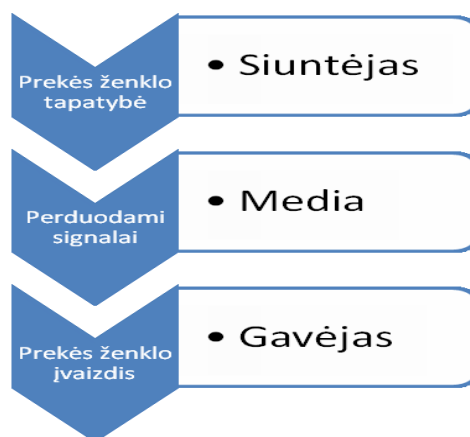 Prekės ženklo
tapatybė
• Siuntėjas
Perduodami
signalai
• Media
Prekės ženklo
įvaizdis
• Gavėjas